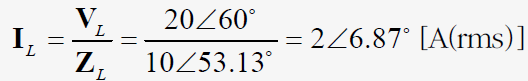 I_L = V_L / Z_L = 20∠60° / 10∠53.13° = 2∠6.87° [A(rms)]